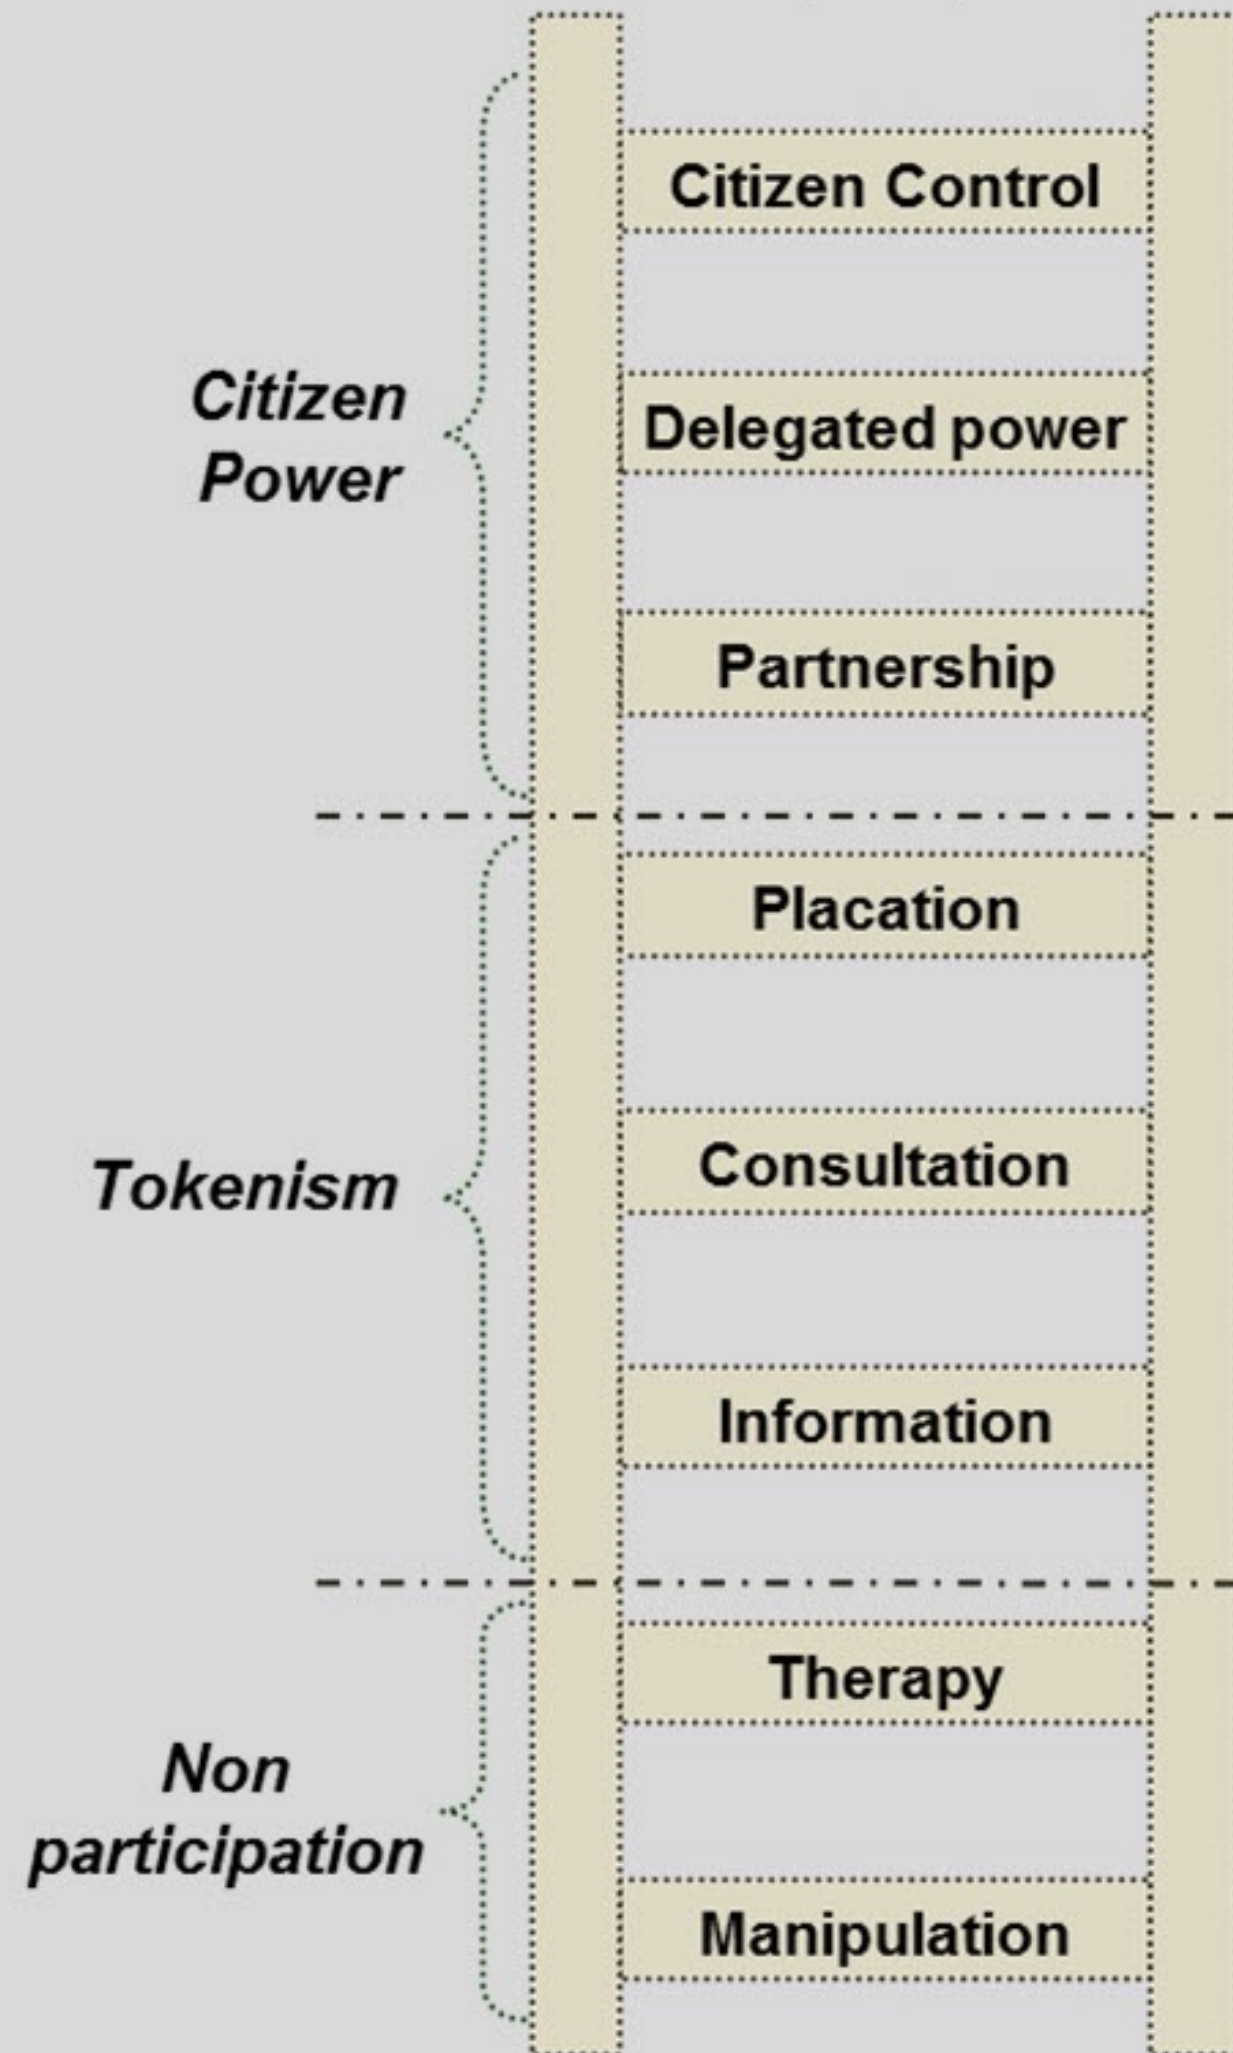 Citizen Control
Delegated power
Citizen
Power
Partnership
Placation
Consultation
Tokenism
Information
Therapy
Non
participation
Manipulation